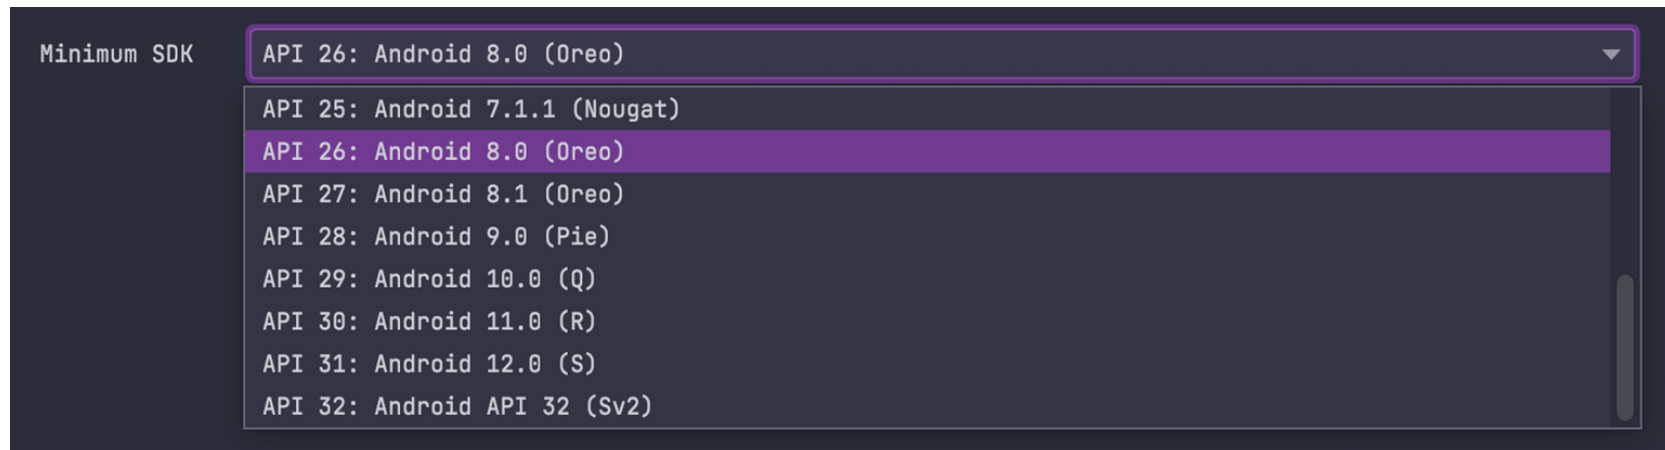 Minimum SDK API 26: Android 8.0 (Oreo)
API 25: Android 7.1.1 (Nougat)
API 26: Android 8.0 (Oreo)
API 27: Android 8.1 (Oreo)
API 28: Android 9.0 (Pie)
API 29: Android 10.0 (Q)
API 30: Android 11.0 (R)
API 31: Android 12.0 (S)
API 32: Android API 32 (Sv2)